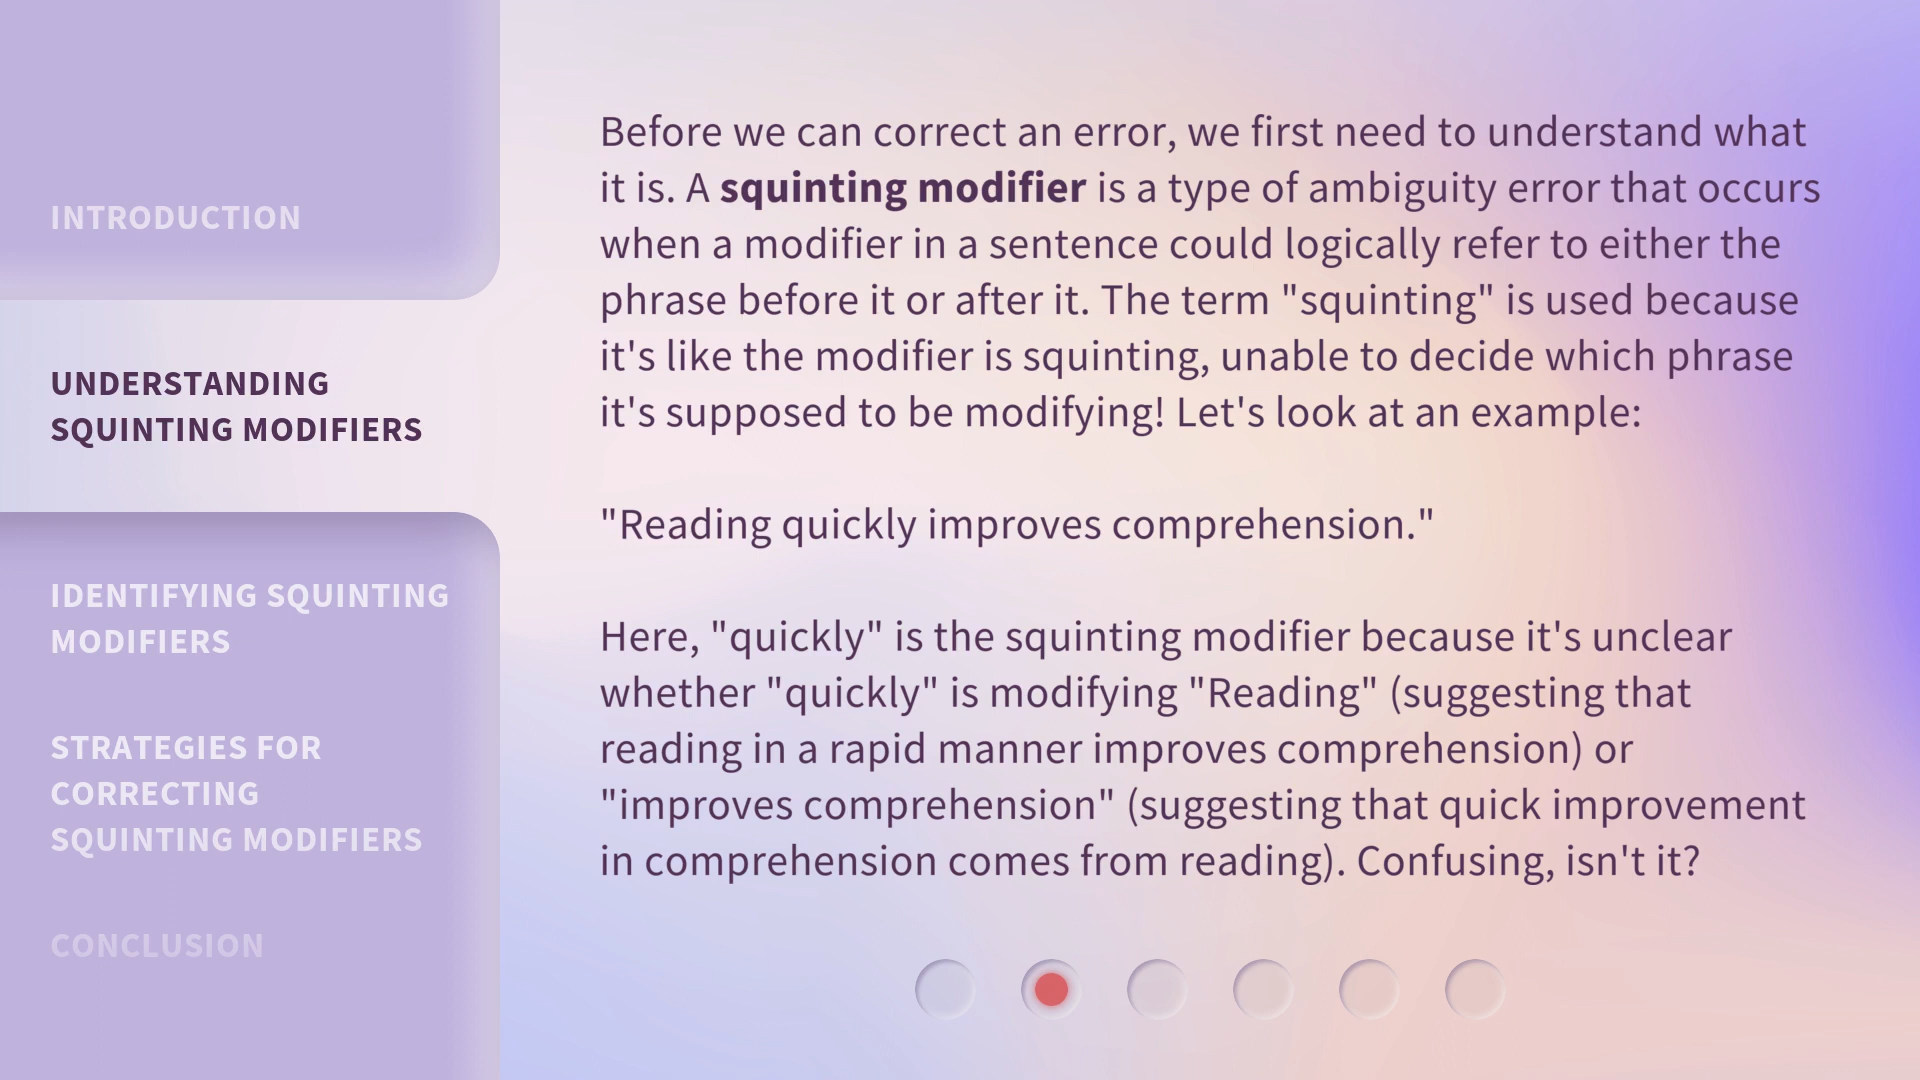 INTRODUCTION
UNDERSTANDING
SQUINTING MODIFIERS
IDENTIFYING SQUINTING
MODIFIERS
STRATEGIES FOR
CORRECTING
SQUINTING MODIFIERS
CONCLUSION
Before we can correct an error, we first need to understand what
it is. A squinting modifier is a type of ambiguity error that occurs
when a modifier in a sentence could logically refer to either the
phrase before it or after it. The term "squinting" is used because
it's like the modifier is squinting, unable to decide which phrase
it's supposed to be modifying! Let's look at an example:
"Reading quickly improves comprehension."
Here, "quickly" is the squinting modifier because it's unclear
whether "quickly" is modifying "Reading" (suggesting that
reading in a rapid manner improves comprehension) or
"improves comprehension" (suggesting that quick improvement
in comprehension comes from reading). Confusing, isn't it?